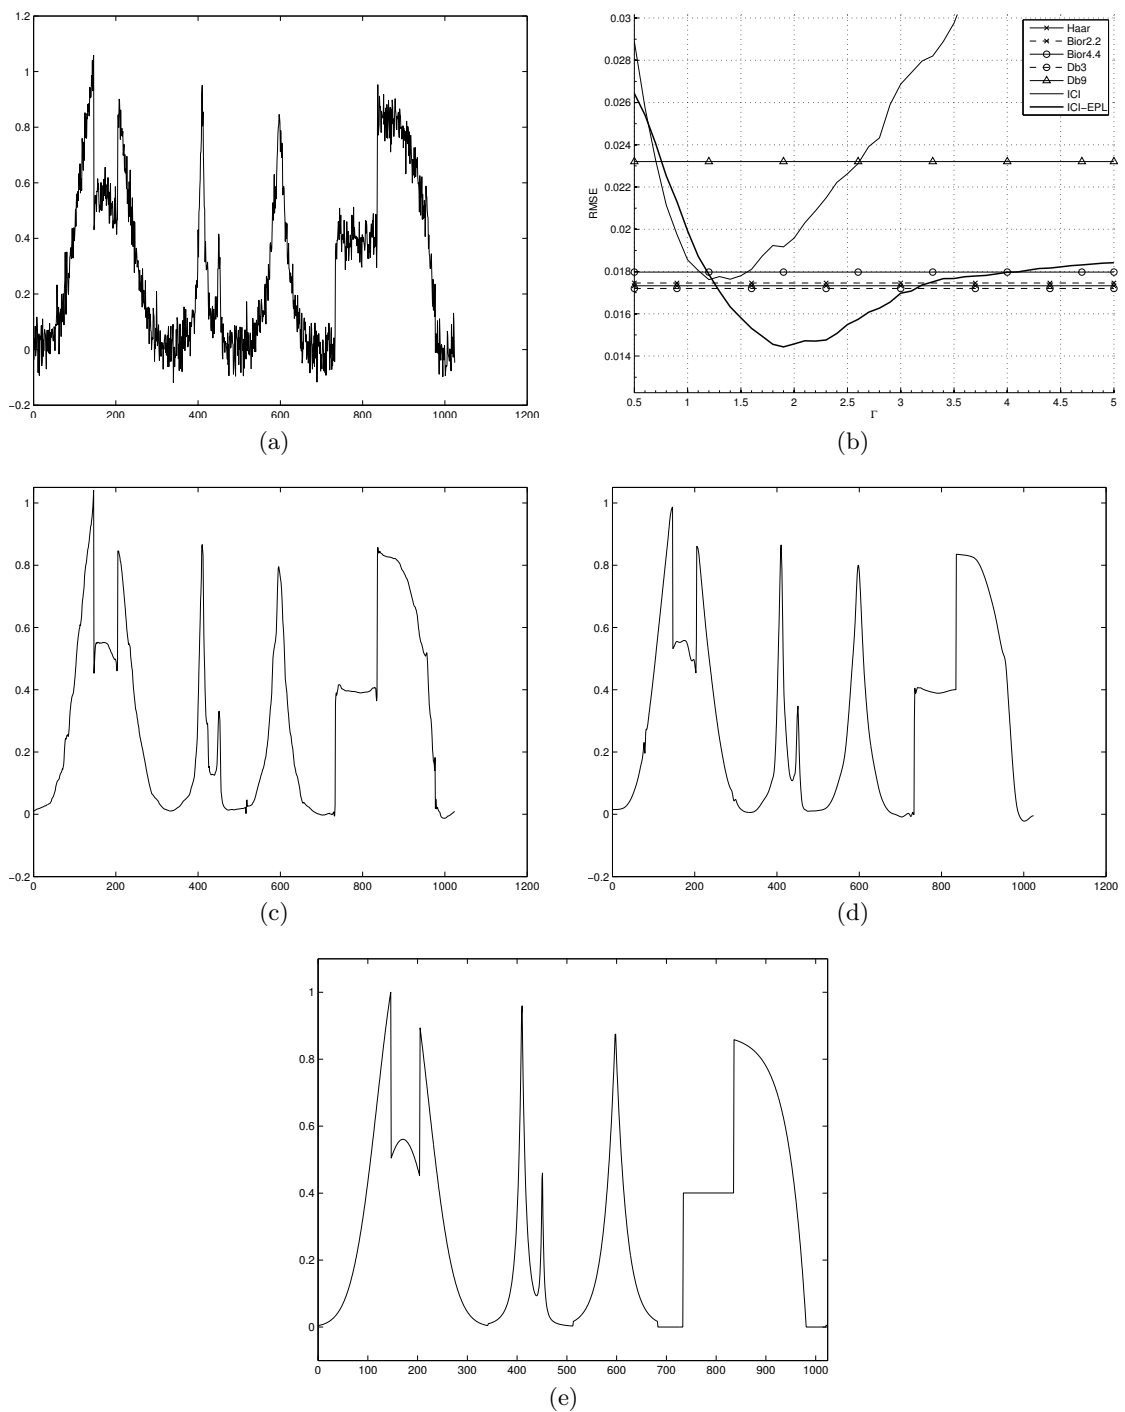 1.2
1
0.8
0.6
0.4
0.2
0
−0.2
0 200 400 600 800 1000 1200
(a)
0.03
0.028
0.026
0.024
0.022
0.02
0.018
0.016
0.014
RMSE
0.5 1 1.5 2 2.5 3 3.5 4 4.5 5
Γ
Haar
Bior2.2
Bior4.4
Db3
Db9
ICI
ICI−EPL
(b)
1
0.8
0.6
0.4
0.2
0
−0.2
0 200 400 600 800 1000 1200
(c)
1
0.8
0.6
0.4
0.2
0
−0.2
0 200 400 600 800 1000 1200
(d)
1
0.8
0.6
0.4
0.2
0
0 100 200 300 400 500 600 700 800 900 1000
(e)